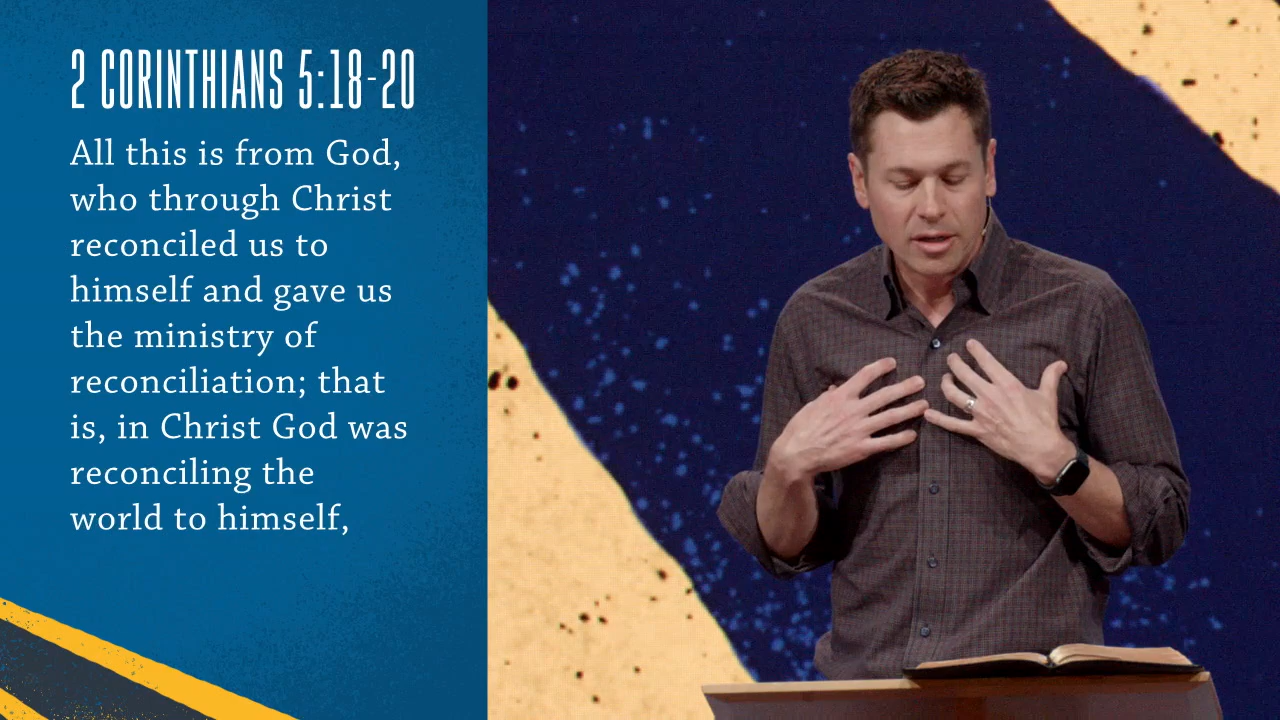 2 CORINTHIANS 5:18-20
All this is from God,
who through Christ
reconciled us to
himself and gave us
the ministry of
reconciliation; that
is, in Christ God was
reconciling the
world to himself,